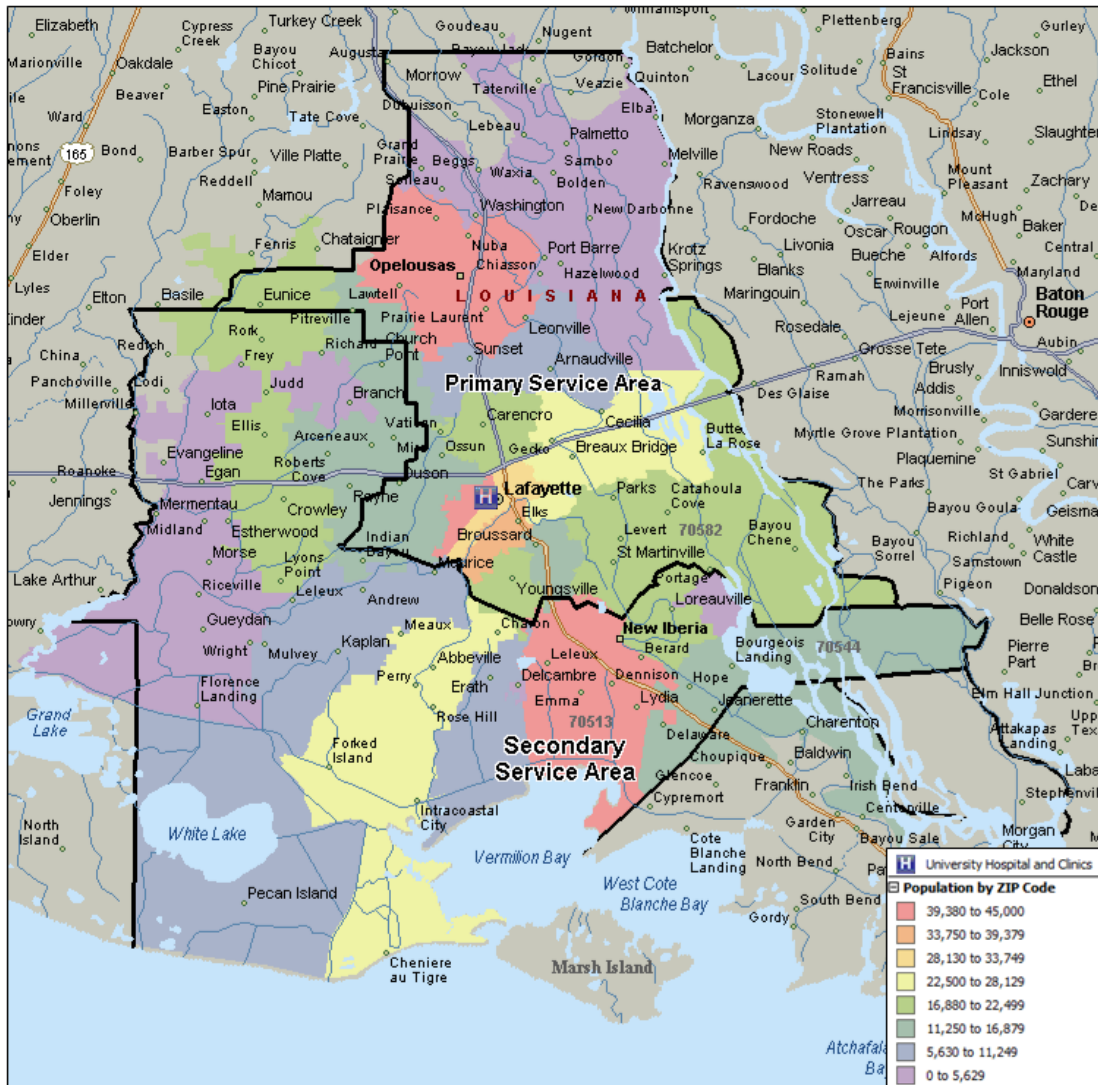 Elizabeth
Cypress
Creek
Turkey Creek
Goudeau
Nugent
Williamsport
Plettenberg
Gurley
Marionville
Oakdale
Bayou
Chicot
Augusta
Bayou Jack
Gordon
Batchelor
Bains
Jackson
Beaver
Pine Prairie
Morrow
Taterville
Veazie
Quinton
Lacour
Solitude
St
Francisville
Ethel
Easton
Dubuisson
Elba
Cole
Ward
Tate Cove
Lebeau
Morganza
Stonewell
Plantation
165
Bond
Barber Spur
Ville Platte
Grand
Prairie
Beggs
Palmetto
New Roads
Lindsay
Slaughter
Reddell
Waxia
Sambo
Melville
Ventress
Mount
Pleasant
Foley
Mamou
Soileau
Bolden
Ravenswood
Zachary
Oberlin
Plaisance
Washington
New Darbonne
Jarreau
McHugh
Baker
Fordoche
Oscar
Rougon
Elder
Fenris
Chataignier
Nuba
Port Barre
Krotz
Springs
Livonia
Bueche
Alfords
Central
Lyles
Opelousas
Chiasson
Hazelwood
Blanks
Maryland
Elton
Basile
Eunice
Lawtell
LOUISIANA
Maringouin
Erwinville
Port
Allen
Baton
Rouge
Kinder
Pitreville
Prairie Laurent
Leonville
Rosedale
Lejeune
China
Redich
Rork
Richard
Church
Point
Sunset
Arnaudville
Grosse Tete
Aubin
Panchoville
Lodi
Frey
Judd
Primary Service Area
Ramah
Brusly
Inniswold
Millerville
Iota
Branch
Carencro
Des Glaise
Addis
Morrisonville
Gardere
Ellis
Arceneaux
Vatican
Ossun
Gecko
Cecilia
Butte
La Rose
Myrtle Grove Plantation
Sunshine
Evangeline
Breaux Bridge
Plaquemine
Roanoke
Egan
Roberts
Cove
Duson
St Gabriel
Jennings
Mermentau
Rayne
H
Lafayette
Parks
Catahoula
Cove
The Parks
Midland
Estherwood
Crowley
Elks
Levert
70582
Bayou
Chene
Bayou Goula
Geismar
Morse
Indian
Bayou
Broussard
St Martinville
Bayou
Sorrel
Richland
White
Castle
Lake Arthur
Riceville
Lyons
Point
Maurice
Samstown
Leleux
Youngsville
Portage
Pigeon
Donaldson
Andrew
Loreauville
Gueydan
Meaux
Charon
New Iberia
Bourgeois
Landing
Belle Rose
Wright
Mulvey
Kaplan
Abbeville
Leleux
Berard
70544
Pierre
Part
Florence
Landing
Perry
Erath
Delcambre
Dennison
Hope
Jeanerette
Elm Hall Junction
Grand
Lake
Rose Hill
Emma
Lydia
70513
Charenton
Attakapas
Landing
Forked
Island
Secondary
Service Area
Delaware
Choupique
Baldwin
Glencoe
Franklin
Irish Bend
Stephenville
North
Island
White Lake
Intracoastal
City
Cypremort
Centerville
Garden
City
Bayou Sale
Morgan
City
Vermilion Bay
Cote
Blanche
Landing
North Bend
Pecan Island
West Cote
Blanche Bay
South Bend
Gordy
Cheniere
au Tigre
Marsh Island
H University Hospital and Clinics
Population by ZIP Code
39,380 to 45,000
33,750 to 39,379
28,130 to 33,749
22,500 to 28,129
16,880 to 22,499
11,250 to 16,879
5,630 to 11,249
0 to 5,629